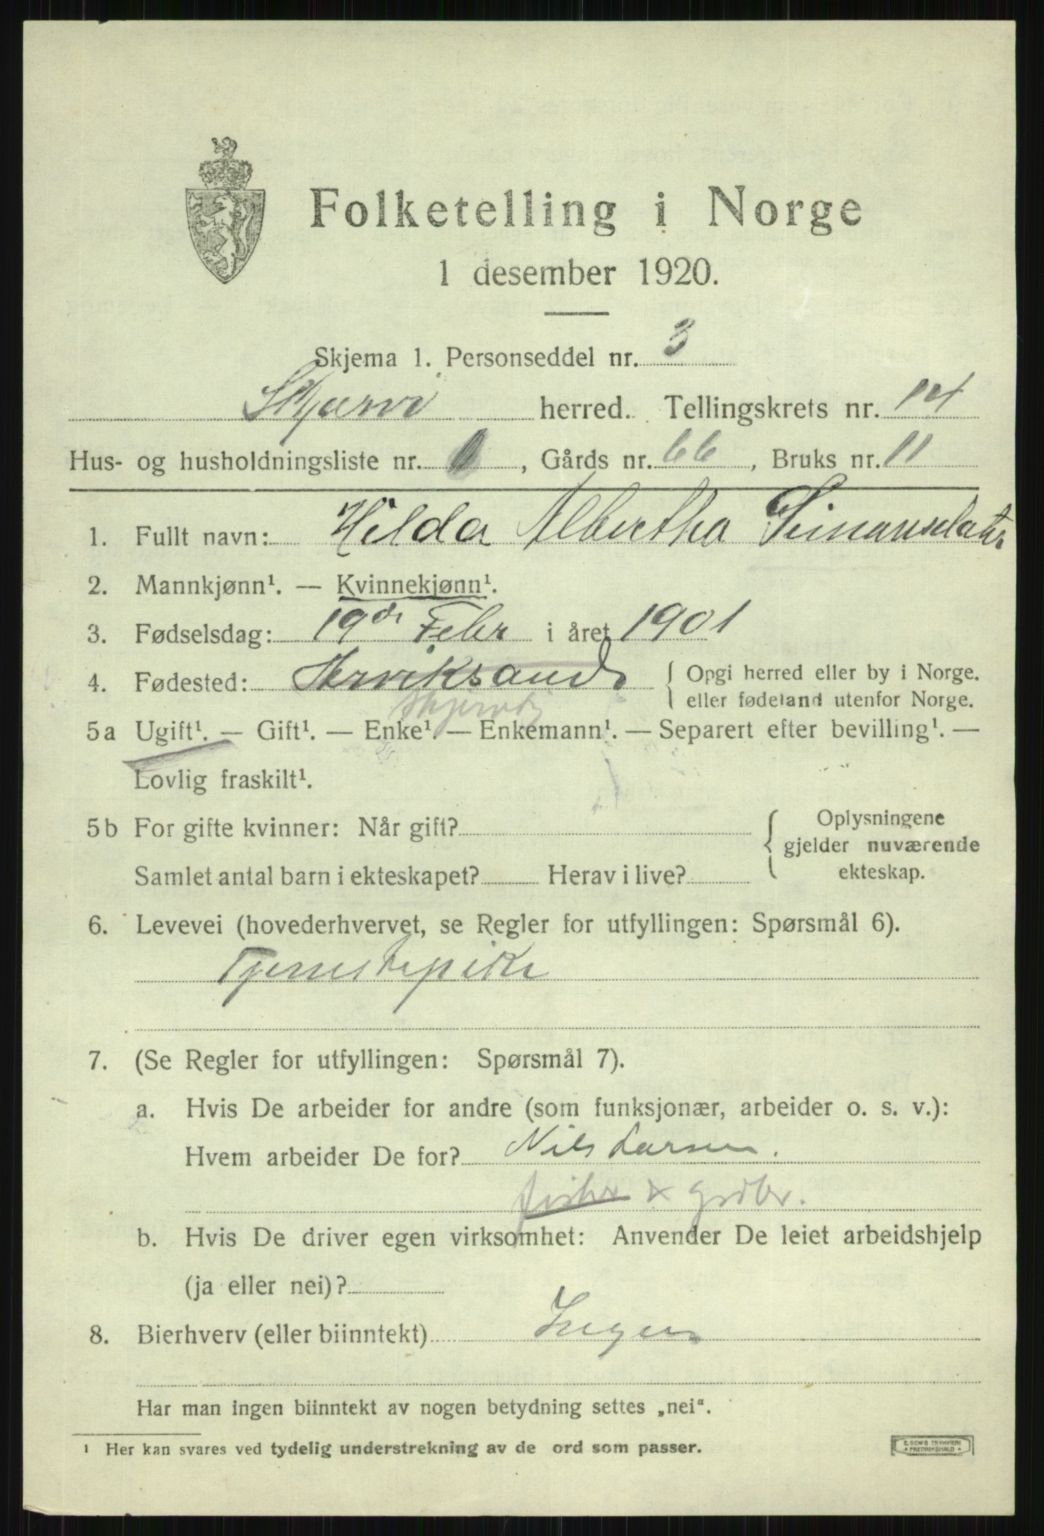 Folketelling i Norge
1 desember 1920.
Skjema 1. Personseddel nr. 3
Skjervø herred. Tellingskrets nr. 14
Hus- og husholdningsliste nr. , Gårds nr. 66, Bruks nr. 11
1. Fullt navn: Hilda Albertha Simonsdatr
2. Mannkjønn¹. — Kvinnekjønn¹.
3. Fødselsdag: 19de Febr i året 1901
4. Fødested: Arviksand { Opgi herred eller by i Norge.
eller fødeland utenfor Norge.
Skjervøy
5a Ugift¹. — Gift¹. — Enke¹. — Enkemann¹. — Separert efter bevilling¹. —
Lovlig fraskilt¹.
5b For gifte kvinner: Når gift? { Oplysningene
gjelder nuværende
Samlet antal barn i ekteskapet? Herav i live? ekteskap.
6. Levevei (hovederhvervet, se Regler for utfyllingen: Spørsmål 6).
Tjenestepike
7. (Se Regler for utfyllingen: Spørsmål 7).
a. Hvis De arbeider for andre (som funksjonær, arbeider o. s. v.):
Hvem arbeider De for? Nils Larsen.
fisker & grdbr.
b. Hvis De driver egen virksomhet: Anvender De leiet arbeidshjelp
(ja eller nei)?
8. Bierhverv (eller biinntekt) Ingen
Har man ingen biinntekt av nogen betydning settes „nei".
¹ Her kan svares ved tydelig understrekning av de ord som passer.